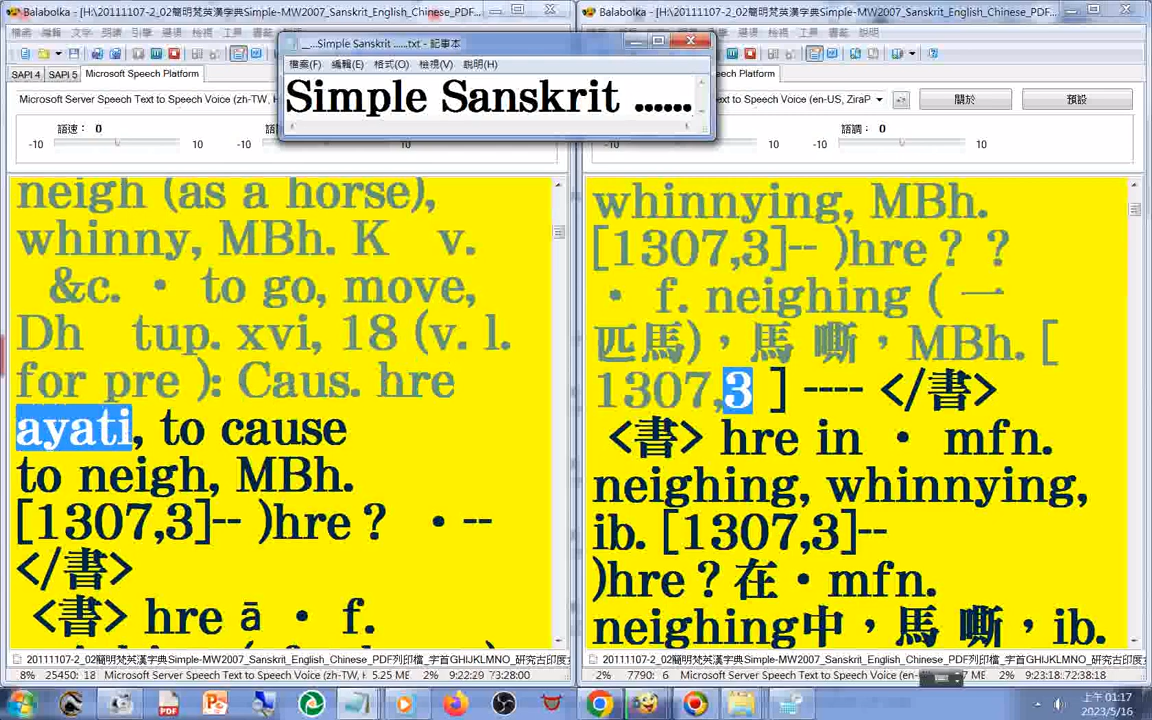 Balabolka - [H:\20111107-2_02簡明梵英漢字典Simple-MW2007_Sanskrit_English_Chinese_PDF...
Balabolka - [H:\20111107-2_02簡明梵英漢字典Simple-MW2007_Sanskrit_English_Chinese_PDF...
__...Simple Sanskrit ......txt - 記事本
檔案(F) 編輯(E) 格式(O) 檢視(V) 說明(H)
Simple Sanskrit ......
SAPI 4 SAPI 5 Microsoft Speech Platform
Speech Platform
Microsoft Server Speech Text to Speech Voice (zh-TW, H
ext to Speech Voice (en-US, ZiraP
關於
預設
語速： 0
-10 10 10
語調： 0
-10 10 -10 10
neigh (as a horse),
whinny, MBh. K v.
&c. • to go, move,
Dh tup. xvi, 18 (v. l.
for pre ): Caus. hre
ayati, to cause
to neigh, MBh.
[1307,3]-- )hre？ •--
</書>
<書> hre ā • f.
whinnying, MBh.
[1307,3]-- )hre？？
• f. neighing ( 一
匹馬)，馬 嘶，MBh. [
1307,3 ] ---- </書>
<書> hre in • mfn.
neighing, whinnying,
ib. [1307,3]--
)hre？在•mfn.
neighing中，馬 嘶，ib.
20111107-2_02簡明梵英漢字典Simple-MW2007_Sanskrit_English_Chinese_PDF列印檔_字首GHIJKLMNO_研究古印度
20111107-2_02簡明梵英漢字典Simple-MW2007_Sanskrit_English_Chinese_PDF列印檔_字首GHIJKLMNO_研究古印度
8% 25450: 18 Microsoft Server Speech Text to Speech Voice (zh-TW, 5.25 ME 2% 9:22:29 /73:28:00
2% 7790: 6 Microsoft Server Speech Text to Speech Voice ME 2% 9:23:18 /72:38:18
上午 01:17
2023/5/16